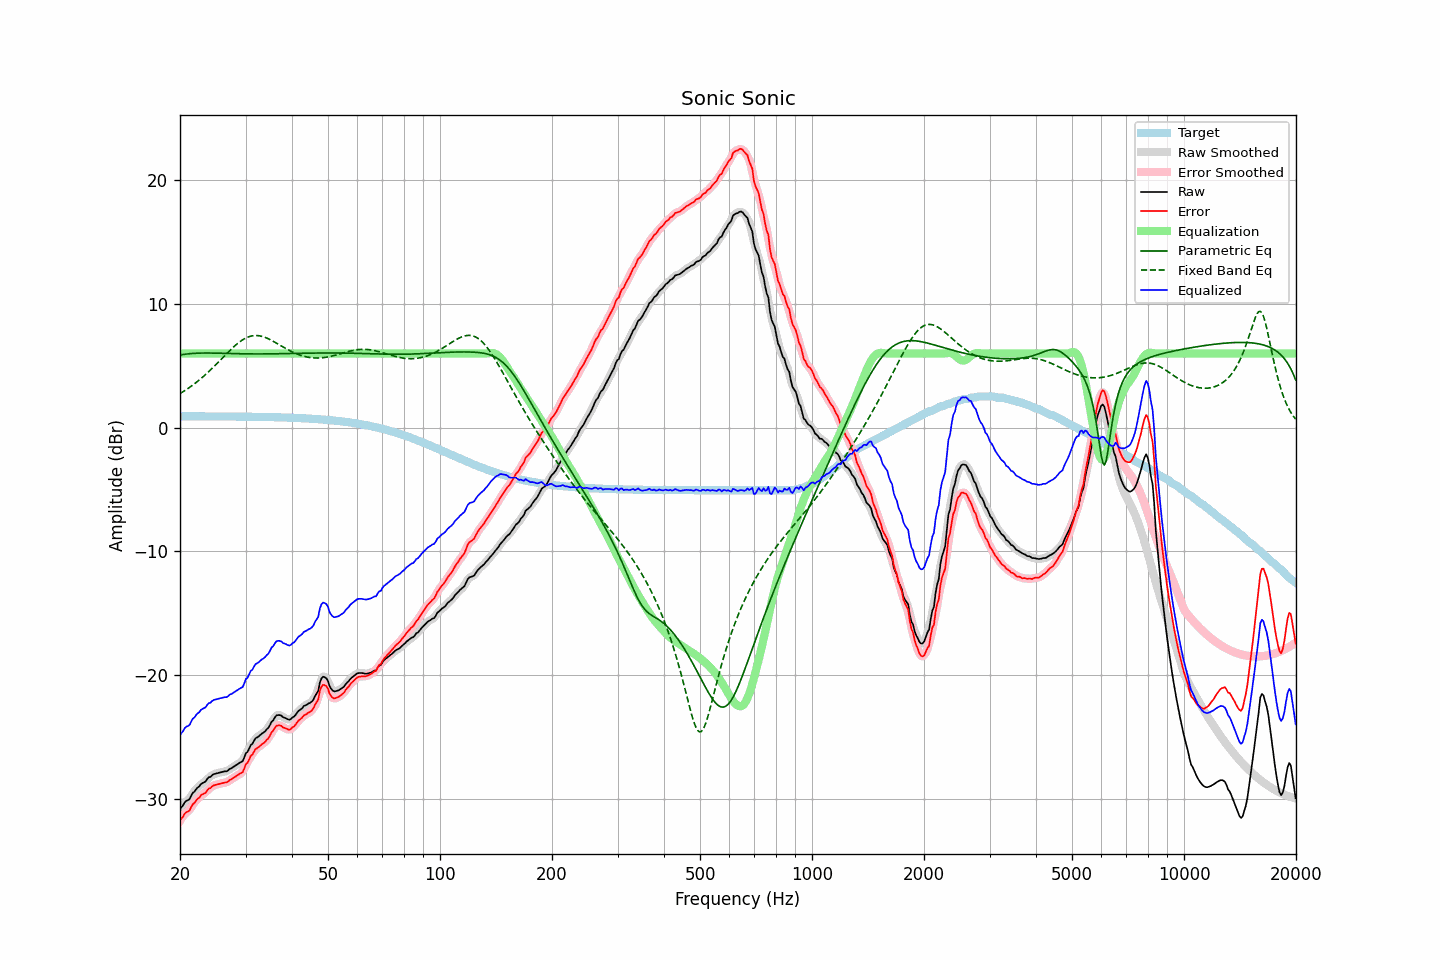 Sonic Sonic
Target
Raw Smoothed
Error Smoothed
Raw
Error
Equalization
Parametric Eq
Fixed Band Eq
Equalized
20
10
0
−10
−20
−30
Amplitude (dBr)
20
50
100
200
500
1000
2000
5000
10000
20000
Frequency (Hz)